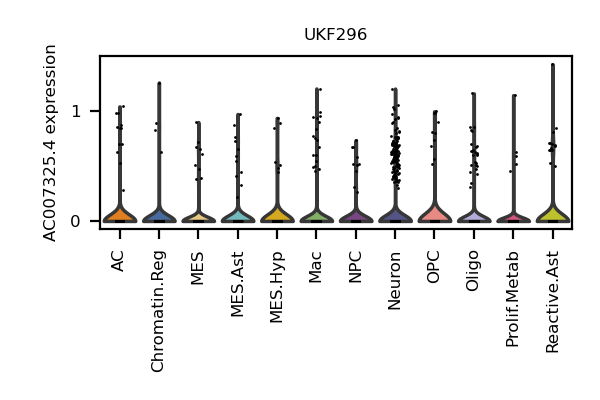 UKF296
AC007325.4 expression
1
0
AC
Chromatin.Reg
MES
MES.Ast
MES.Hyp
Mac
NPC
Neuron
OPC
Oligo
Prolif.Metab
Reactive.Ast